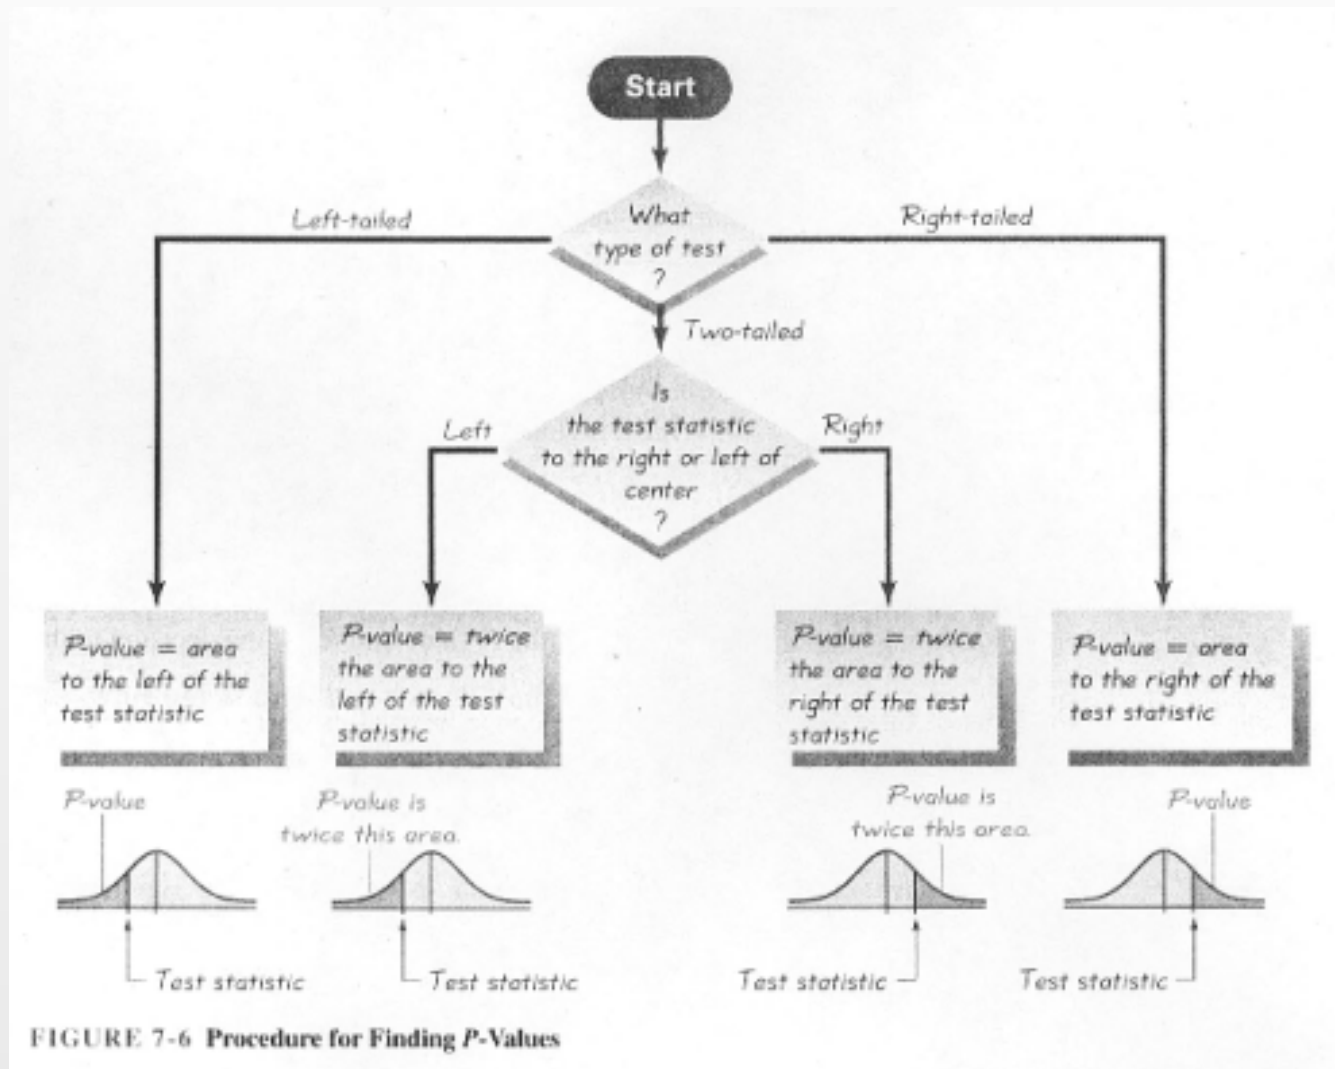 Start
What
type of test
?
Left-tailed
Right-tailed
Two-tailed
Is
the test statistic
to the right or left of
center
?
Left
Right
P-value = area
to the left of the
test statistic
P-value = twice
the area to the
left of the test
statistic
P-value = twice
the area to the
right of the test
statistic
P-value = area
to the right of the
test statistic
P-value
P-value is
twice this area.
P-value is
twice this area.
P-value
Test statistic
Test statistic
Test statistic
Test statistic
FIGURE 7-6 Procedure for Finding P-Values